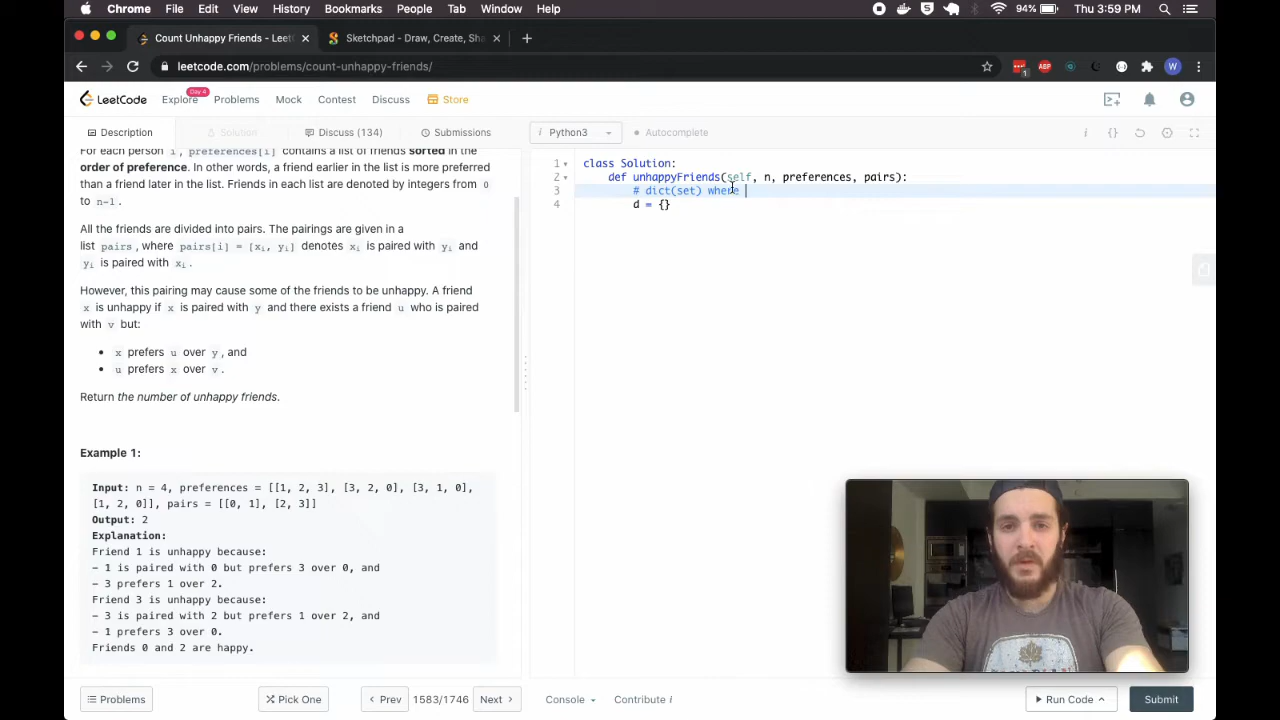 Chrome File Edit View History Bookmarks People Tab Window Help 94% Thu 3:59 PM
Count Unhappy Friends - Leet Sketchpad - Draw, Create, Sha
leetcode.com/problems/count-unhappy-friends/ ABP W
LeetCode Explore Day 4 Problems Mock Contest Discuss Store
Description Solution Discuss (134) Submissions i Python3 Autocomplete
For each person i, preferences[i] contains a list of friends sorted in the
order of preference. In other words, a friend earlier in the list is more preferred
than a friend later in the list. Friends in each list are denoted by integers from 0
to n-1.
All the friends are divided into pairs. The pairings are given in a
list pairs, where pairs[i] = [xi, yi] denotes xi is paired with yi and
yi is paired with xi.
However, this pairing may cause some of the friends to be unhappy. A friend
x is unhappy if x is paired with y and there exists a friend u who is paired
with v but:
• x prefers u over y, and
• u prefers x over v.
Return the number of unhappy friends.
Example 1:
Input: n = 4, preferences = [[1, 2, 3], [3, 2, 0], [3, 1, 0],
[1, 2, 0]], pairs = [[0, 1], [2, 3]]
Output: 2
Explanation:
Friend 1 is unhappy because:
- 1 is paired with 0 but prefers 3 over 0, and
- 3 prefers 1 over 2.
Friend 3 is unhappy because:
- 3 is paired with 2 but prefers 1 over 2, and
- 1 prefers 3 over 0.
Friends 0 and 2 are happy.
1 class Solution:
2 def unhappyFriends(self, n, preferences, pairs):
3 # dict(set) where
4 d = {}
Problems Pick One Prev 1583/1746 Next Console Contribute i Run Code Submit